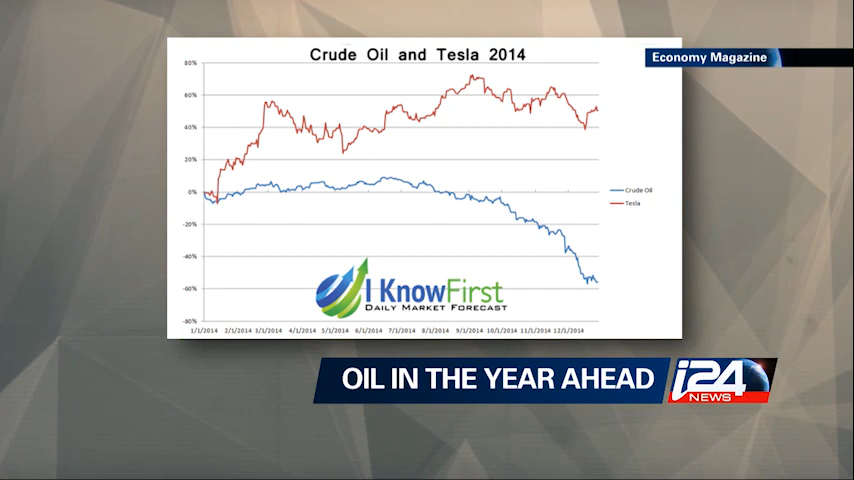 Crude Oil and Tesla 2014
Economy Magazine
80%
60%
40%
20%
0%
-20%
-40%
-60%
-80%
Crude Oil
Tesla
I KnowFirst
DAILY MARKET FORECAST
1/1/2014 2/1/2014 3/1/2014 4/1/2014 5/1/2014 6/1/2014 7/1/2014 8/1/2014 9/1/2014 10/1/2014 11/1/2014 12/1/2014
OIL IN THE YEAR AHEAD
i24
NEWS